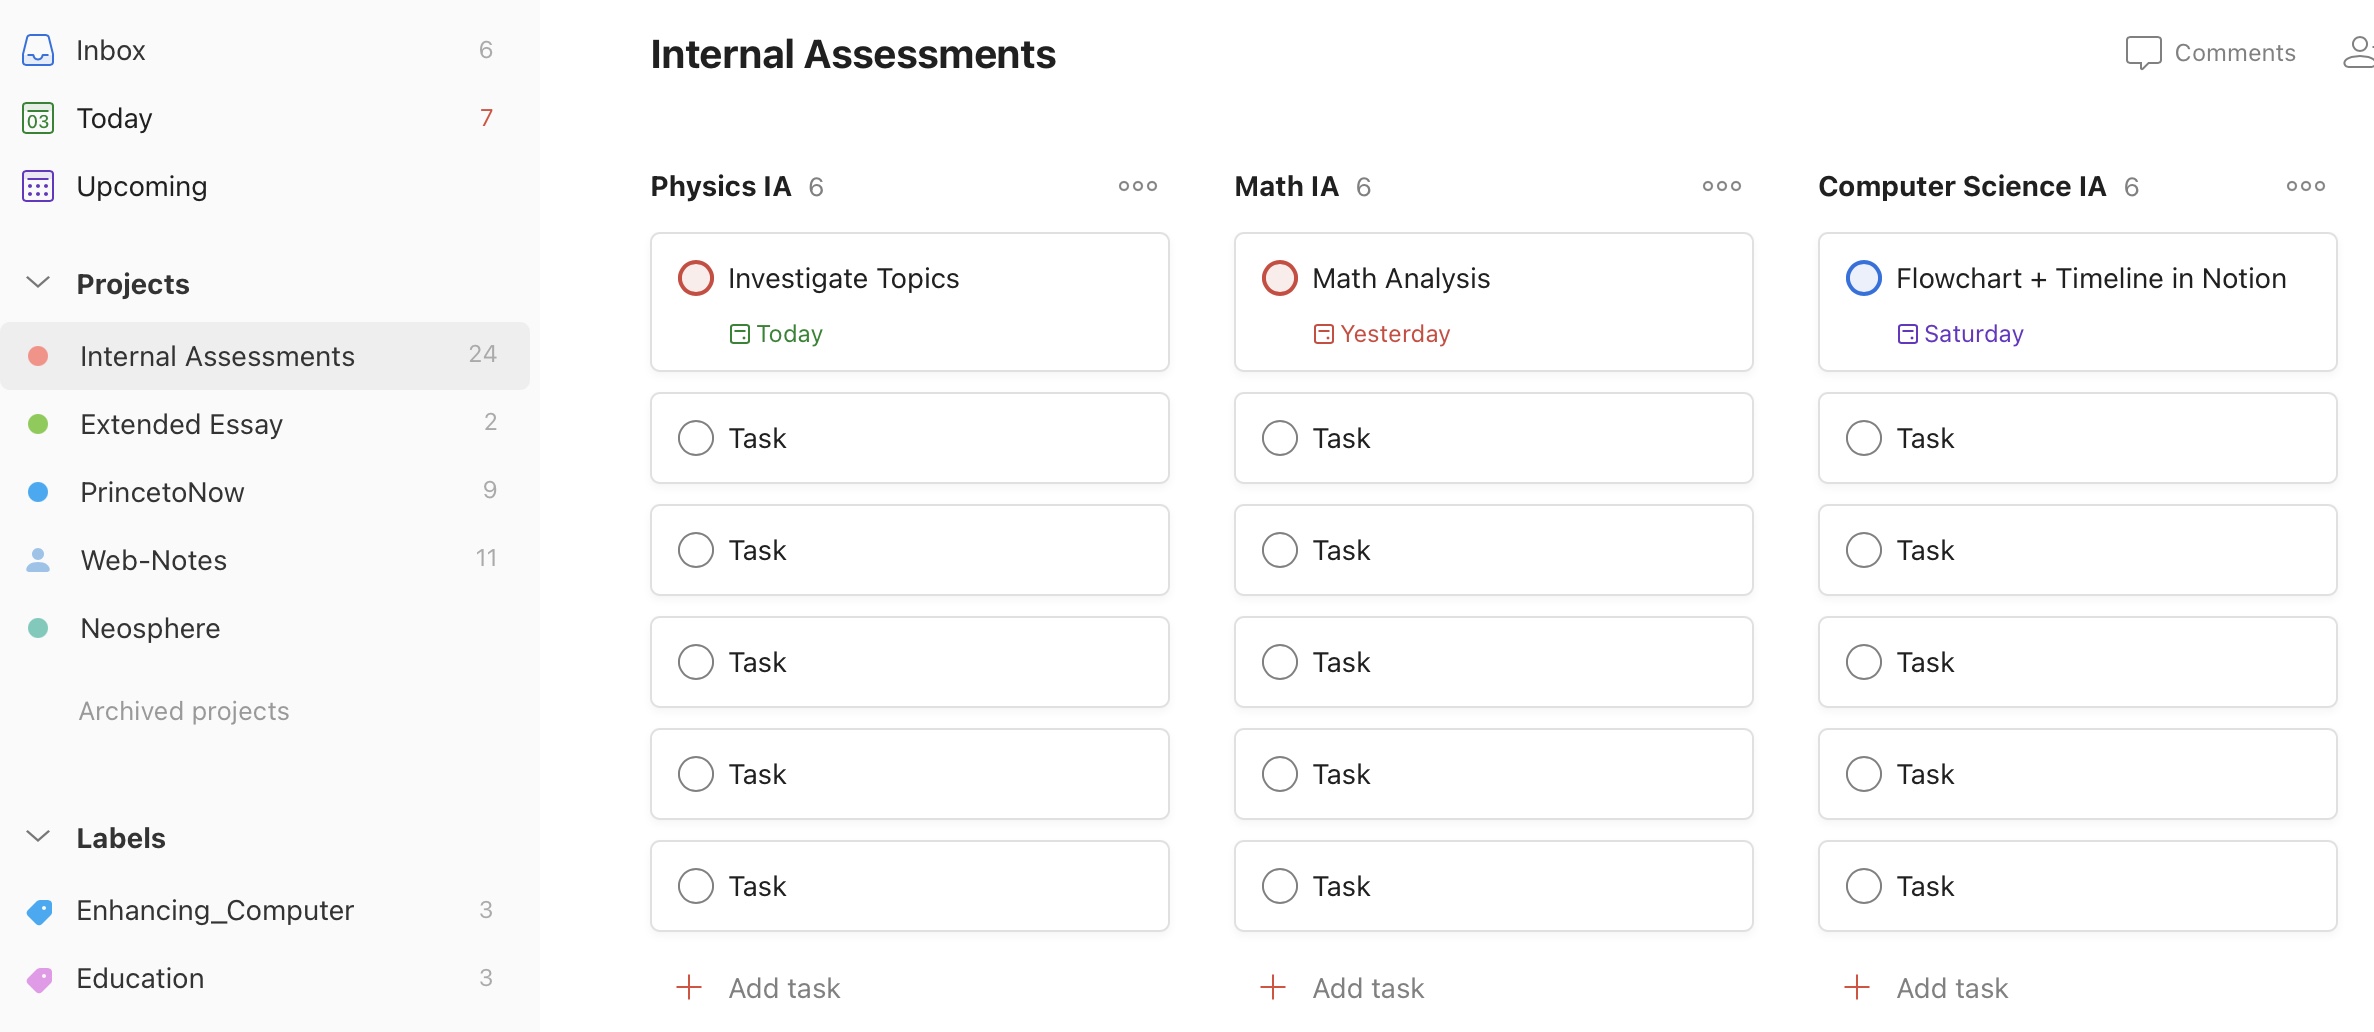 Inbox 6
03 Today 7
Upcoming
Projects
Internal Assessments 24
Extended Essay 2
PrincetoNow 9
Web-Notes 11
Neosphere
Archived projects
Labels
Enhancing_Computer 3
Education 3
Internal Assessments
Comments
Physics IA 6
Investigate Topics
Today
Task
Task
Task
Task
Task
Add task
Math IA 6
Math Analysis
Yesterday
Task
Task
Task
Task
Task
Add task
Computer Science IA 6
Flowchart + Timeline in Notion
Saturday
Task
Task
Task
Task
Task
Add task